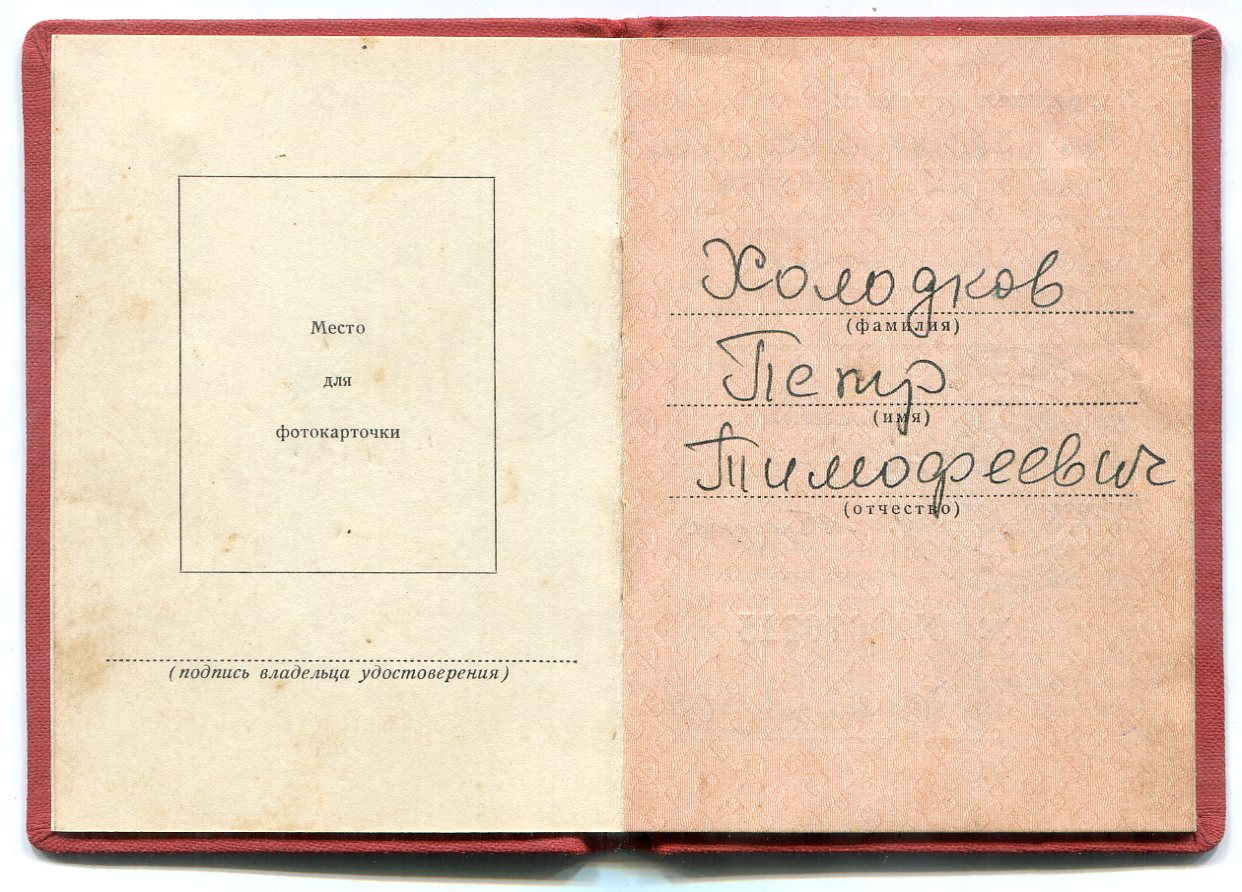 Место
для
фотокарточки
(подпись владельца удостоверения)
Холодков
(фамилия)
Петр
(имя)
Тимофеевич
(отчество)